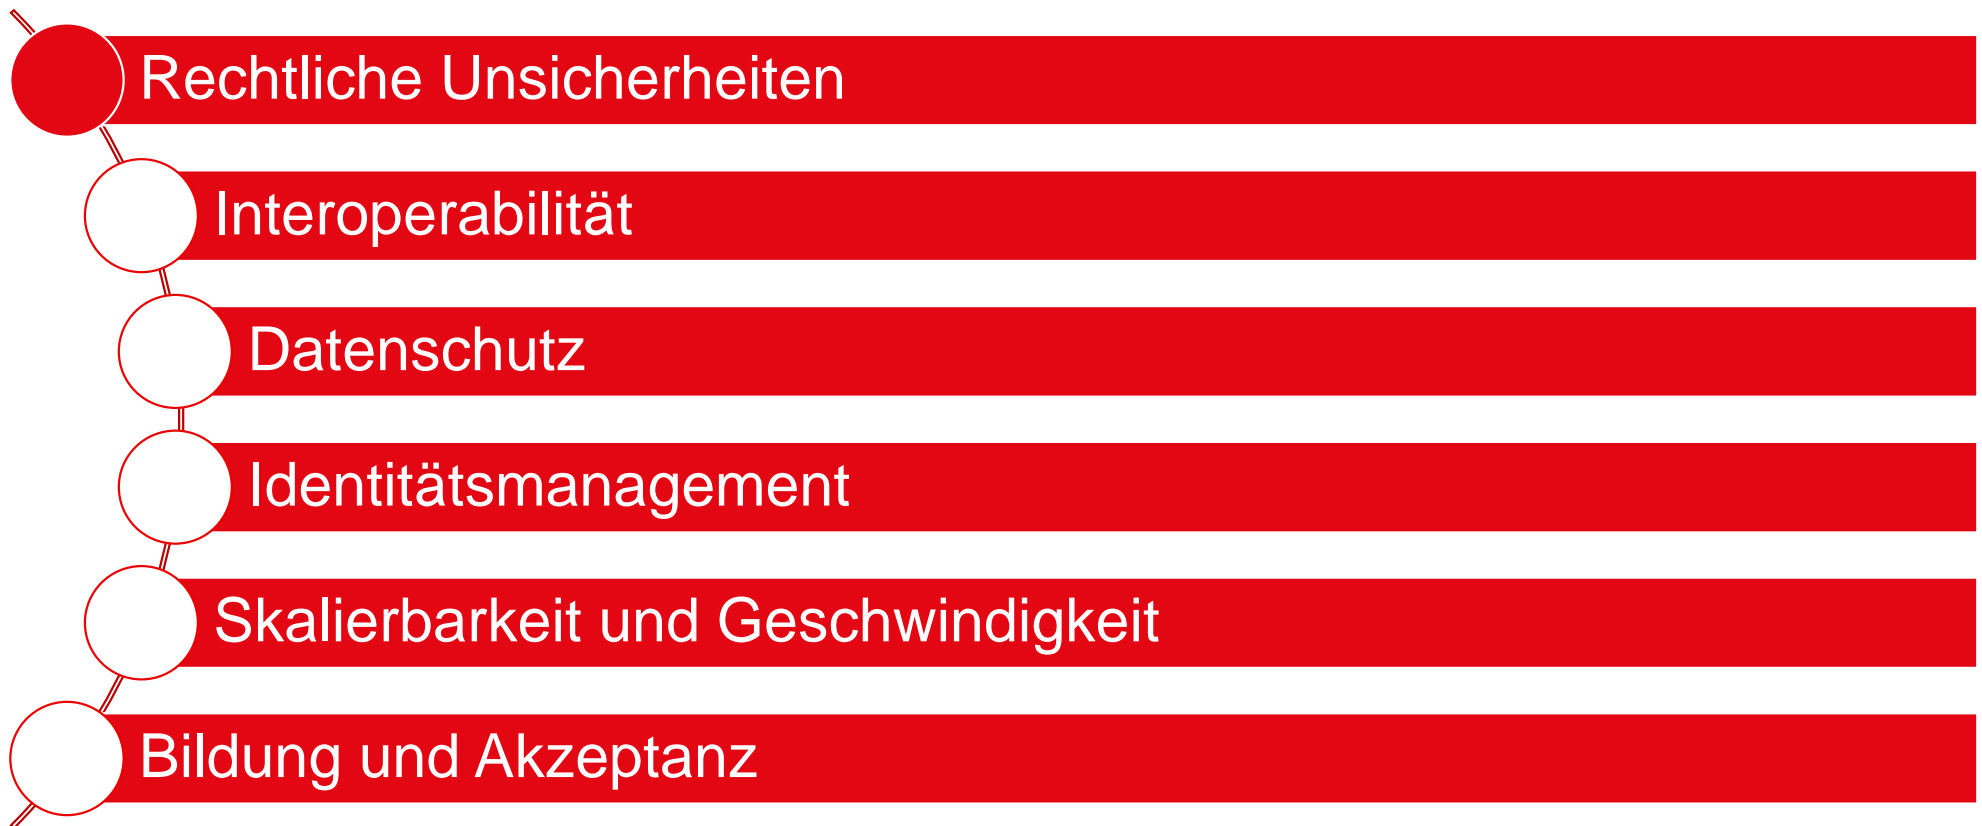 Rechtliche Unsicherheiten
Interoperabilität
Datenschutz
Identitätsmanagement
Skalierbarkeit und Geschwindigkeit
Bildung und Akzeptanz